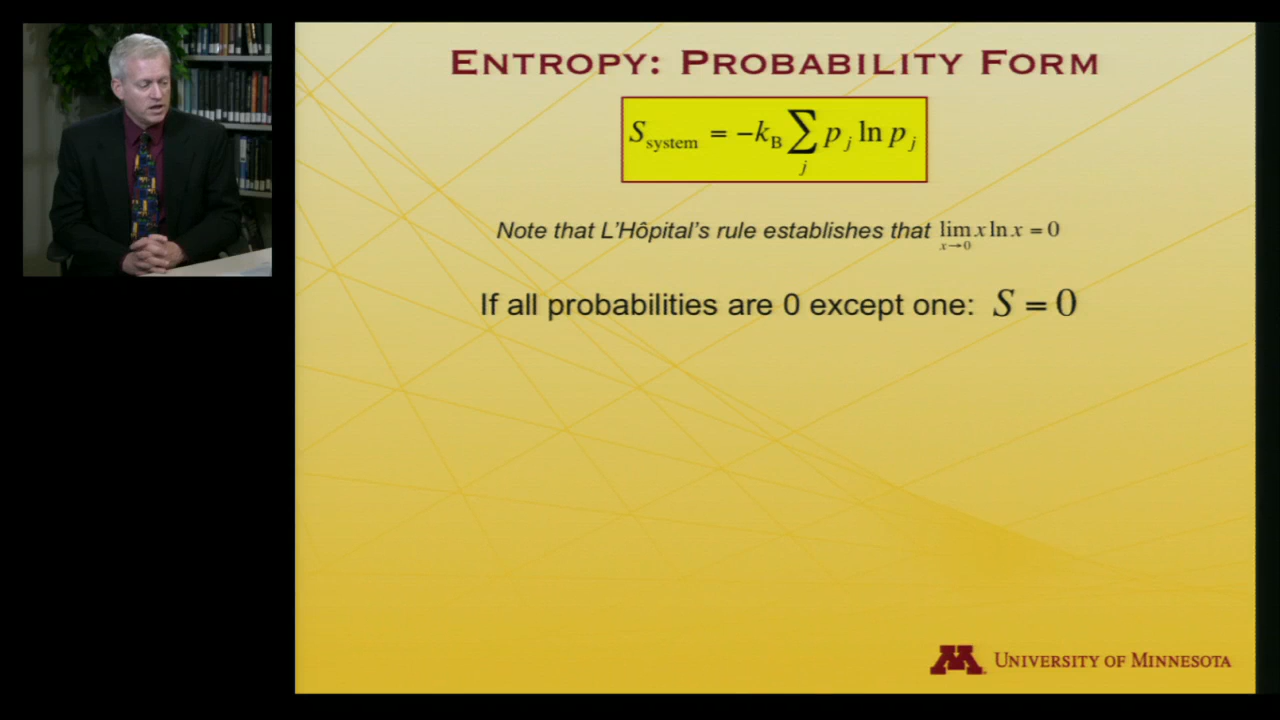 ENTROPY: PROBABILITY FORM
S_system = −k_B ∑_j p_j ln p_j
Note that L'Hôpital's rule establishes that lim_{x→0} x ln x = 0
If all probabilities are 0 except one: S = 0
UNIVERSITY OF MINNESOTA